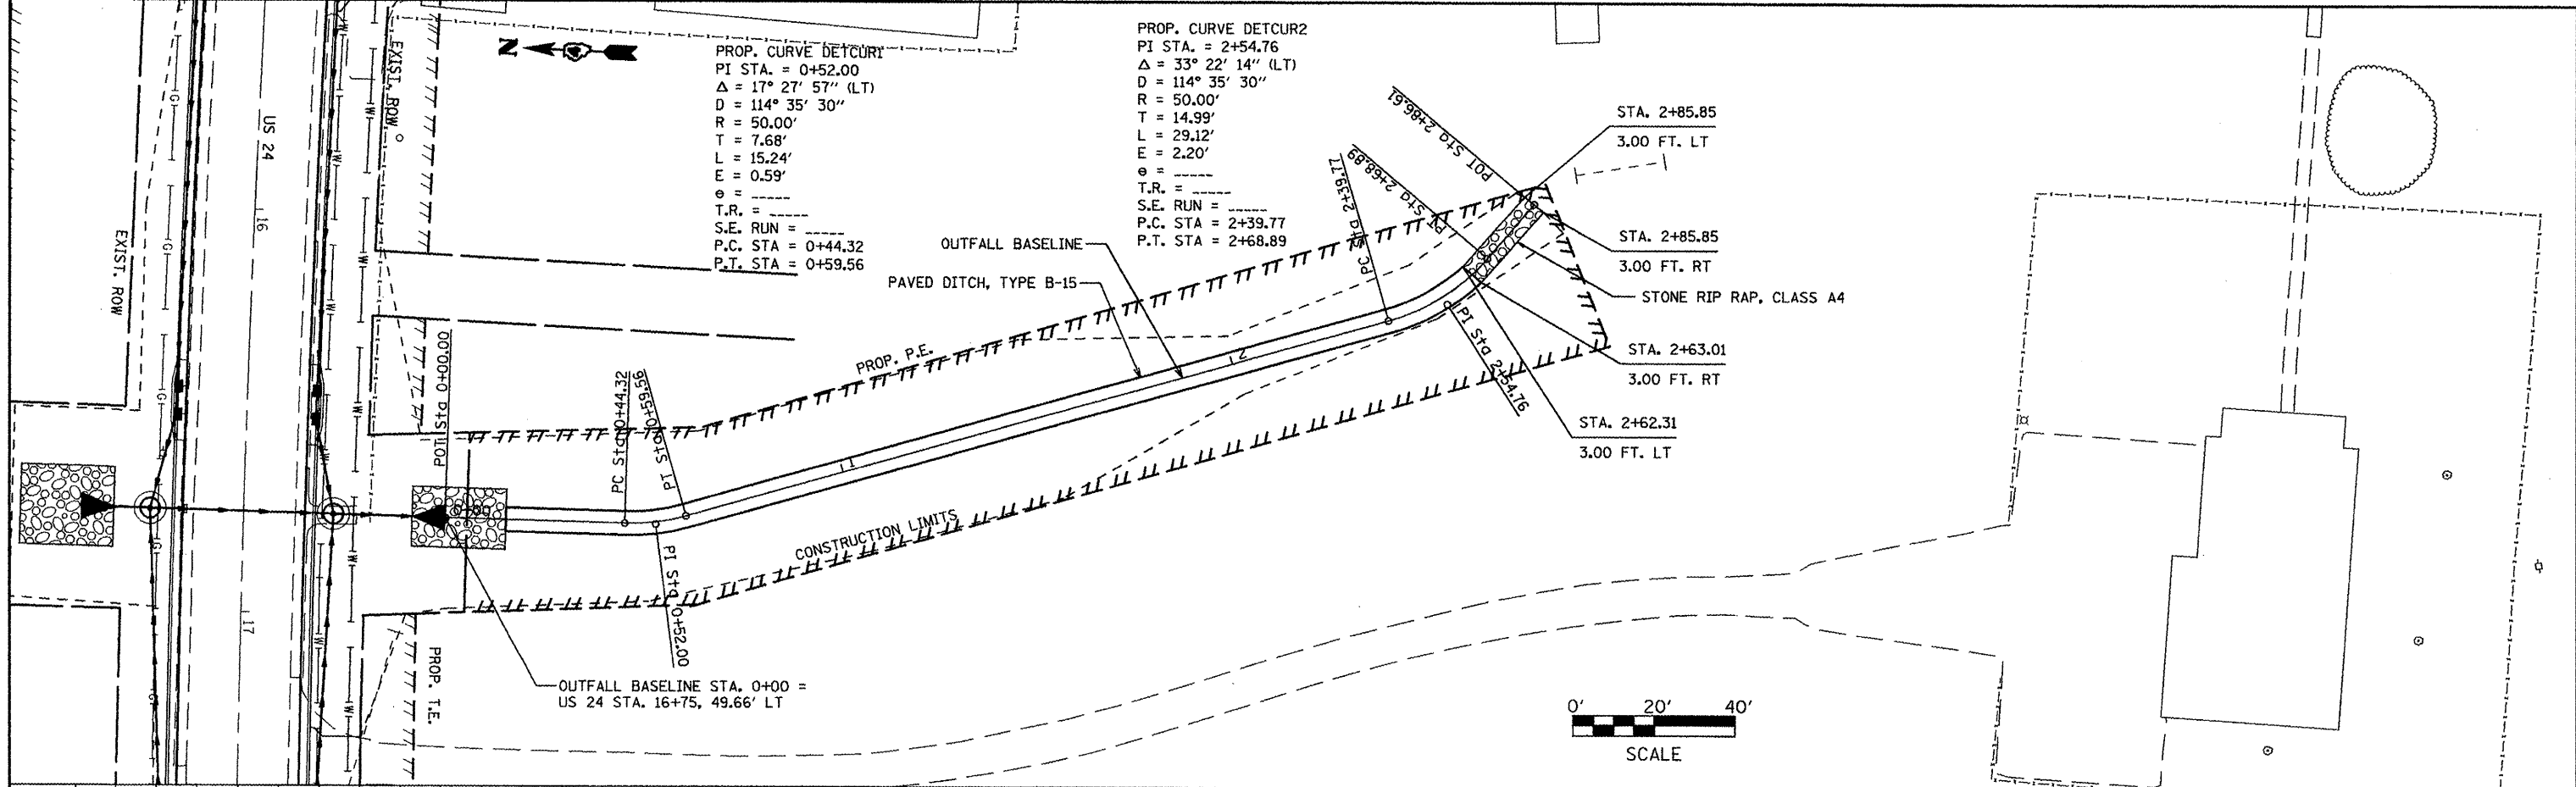 N
PROP. CURVE DETCUR1
PI STA. = 0+52.00
Δ = 17° 27' 57" (LT)
D = 114° 35' 30"
R = 50.00'
T = 7.68'
L = 15.24'
E = 0.59'
e = _____
T.R. = _____
S.E. RUN = _____
P.C. STA = 0+44.32
P.T. STA = 0+59.56
PROP. CURVE DETCUR2
PI STA. = 2+54.76
Δ = 33° 22' 14" (LT)
D = 114° 35' 30"
R = 50.00'
T = 14.99'
L = 29.12'
E = 2.20'
e = _____
T.R. = _____
S.E. RUN = _____
P.C. STA = 2+39.77
P.T. STA = 2+68.89
EXIST. ROW
US 24
16
EXIST. ROW
17
G
G
G
G
G
G
W
W
W
W
W
W
W
W
W
W
W
W
OUTFALL BASELINE
PAVED DITCH, TYPE B-15
PROP. P.E.
CONSTRUCTION LIMITS
POT Sta 0+00.00
0+00
PC Sta 0+44.32
PT Sta 0+59.56
PI Sta 0+52.00
1
2
PC Sta 2+39.77
PT Sta 2+68.89
POT Sta 2+86.61
PI Sta 2+54.76
STA. 2+85.85
3.00 FT. LT
STA. 2+85.85
3.00 FT. RT
STONE RIP RAP, CLASS A4
STA. 2+63.01
3.00 FT. RT
STA. 2+62.31
3.00 FT. LT
PROP. T.E.
OUTFALL BASELINE STA. 0+00 =
US 24 STA. 16+75, 49.66' LT
0' 20' 40'
SCALE